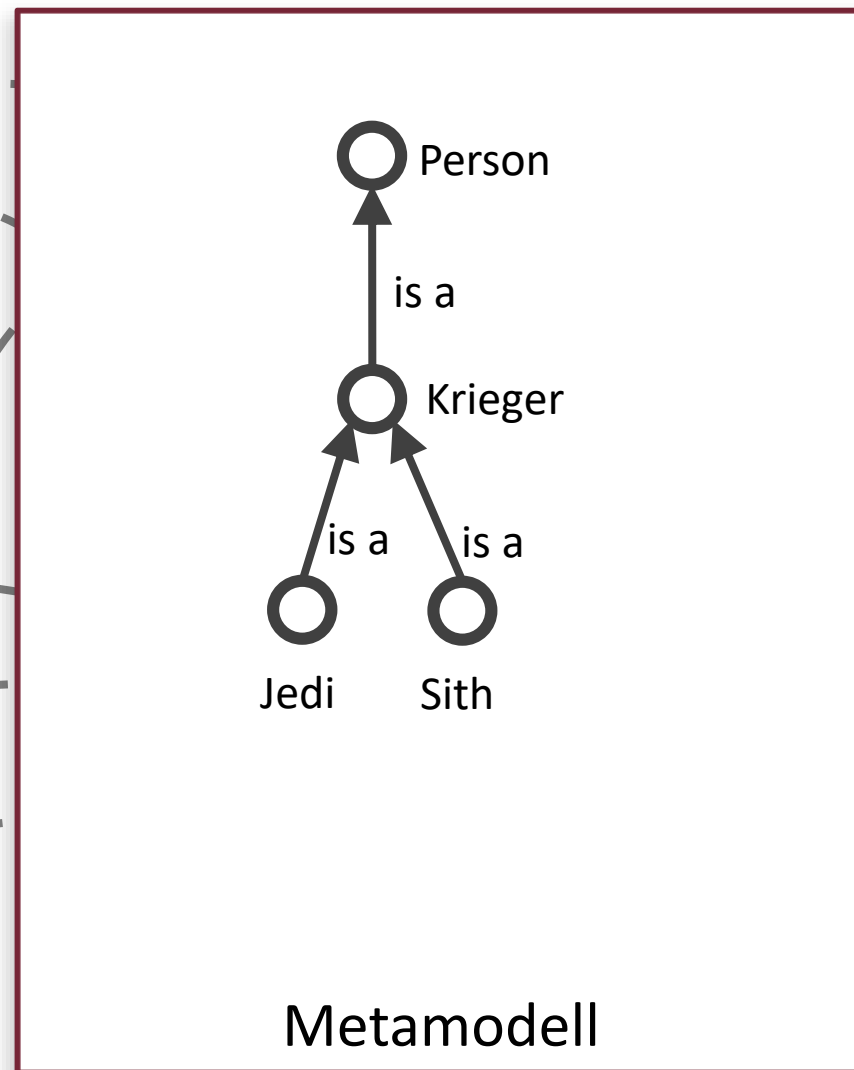 Person
is a
Krieger
is a
is a
Jedi
Sith
Metamodell